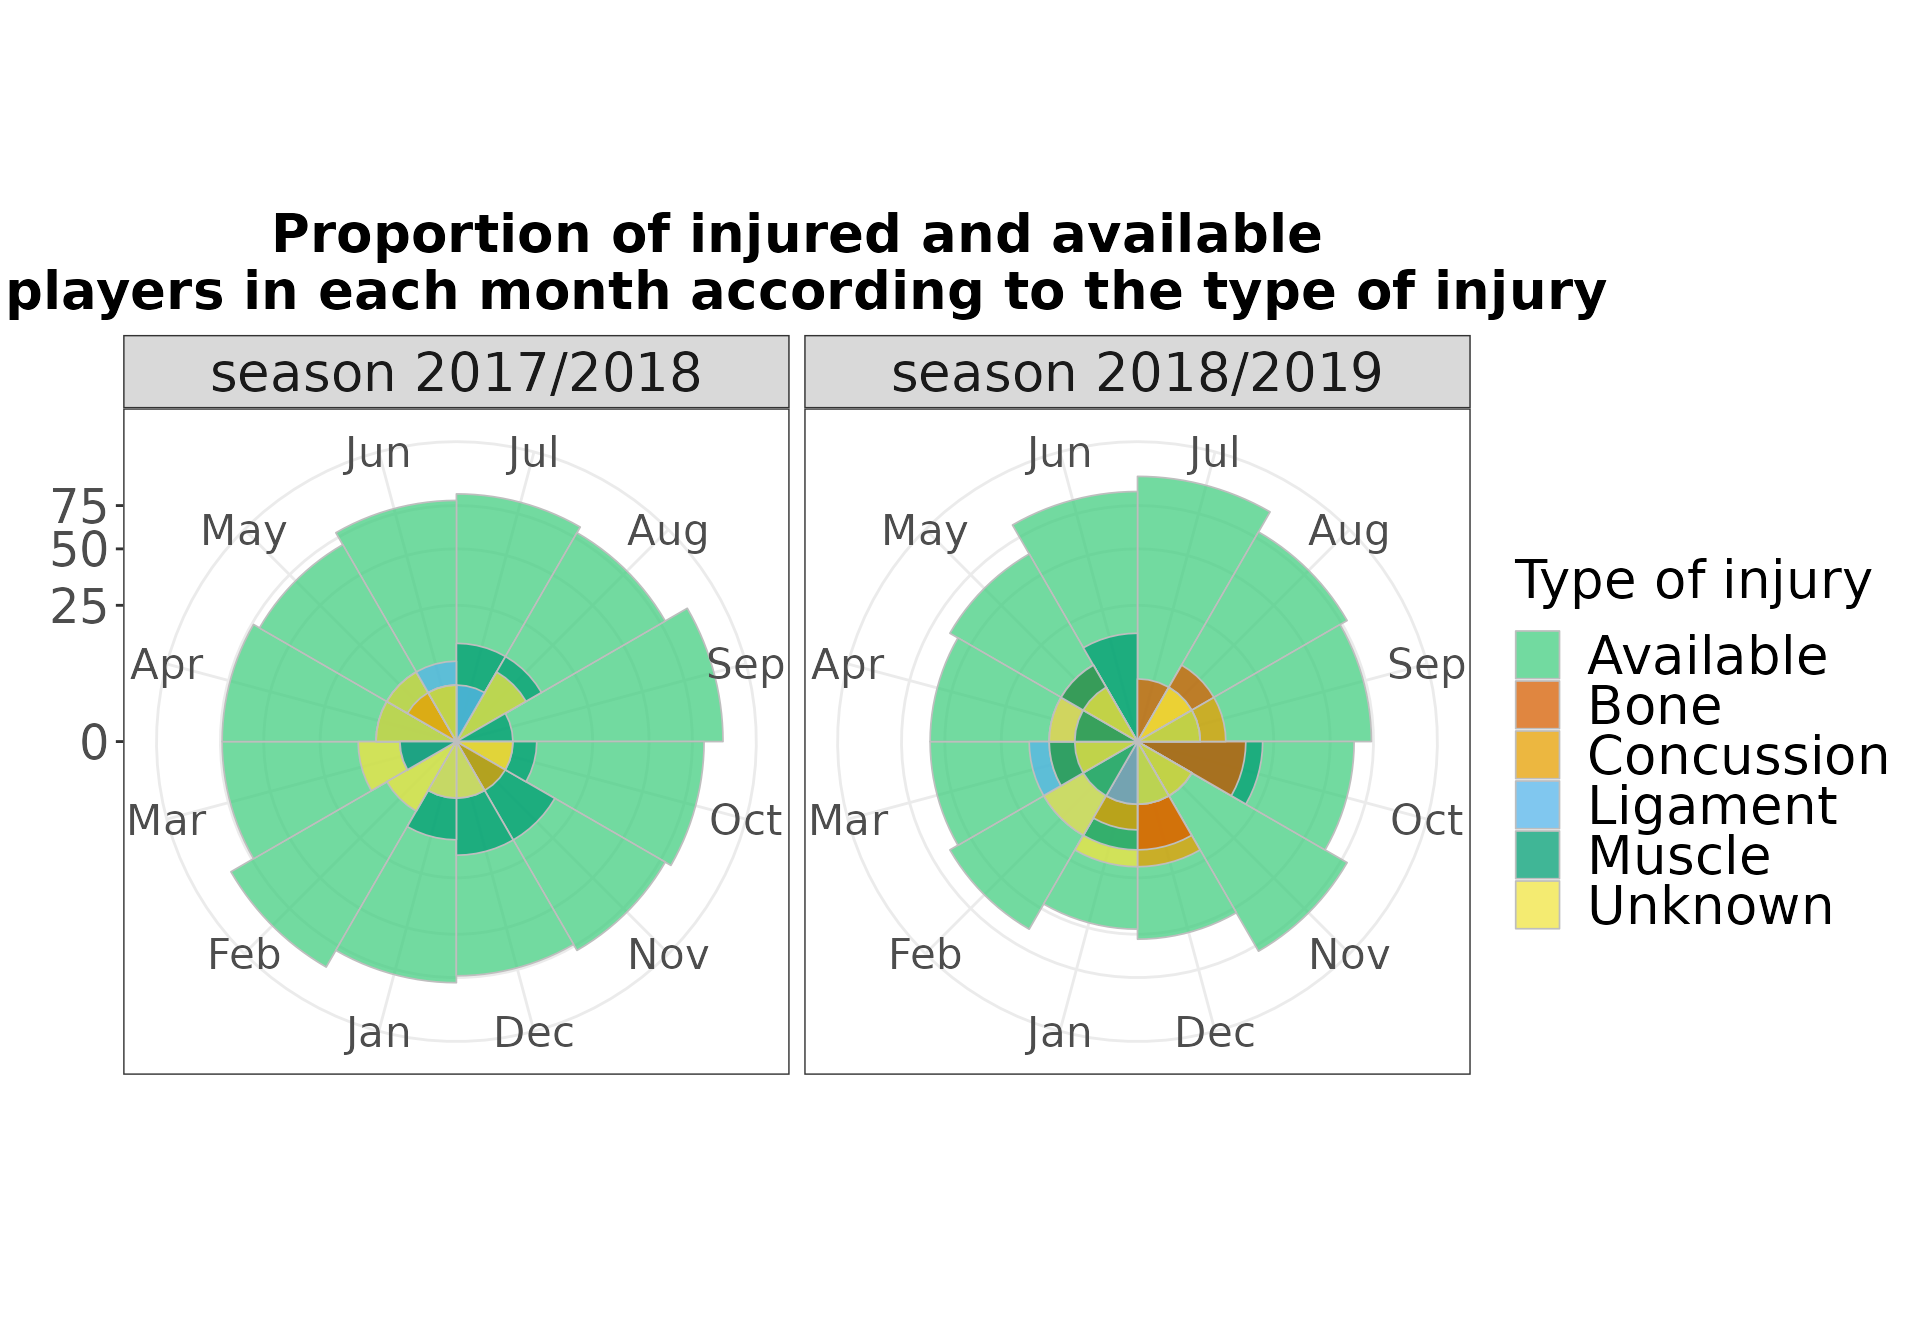 Proportion of injured and available
players in each month according to the type of injury
season 2017/2018
season 2018/2019
75
50
25
0
Jun
Jul
May
Aug
Apr
Sep
Mar
Oct
Feb
Nov
Jan
Dec
Jun
Jul
May
Aug
Apr
Sep
Mar
Oct
Feb
Nov
Jan
Dec
Type of injury
Available
Bone
Concussion
Ligament
Muscle
Unknown